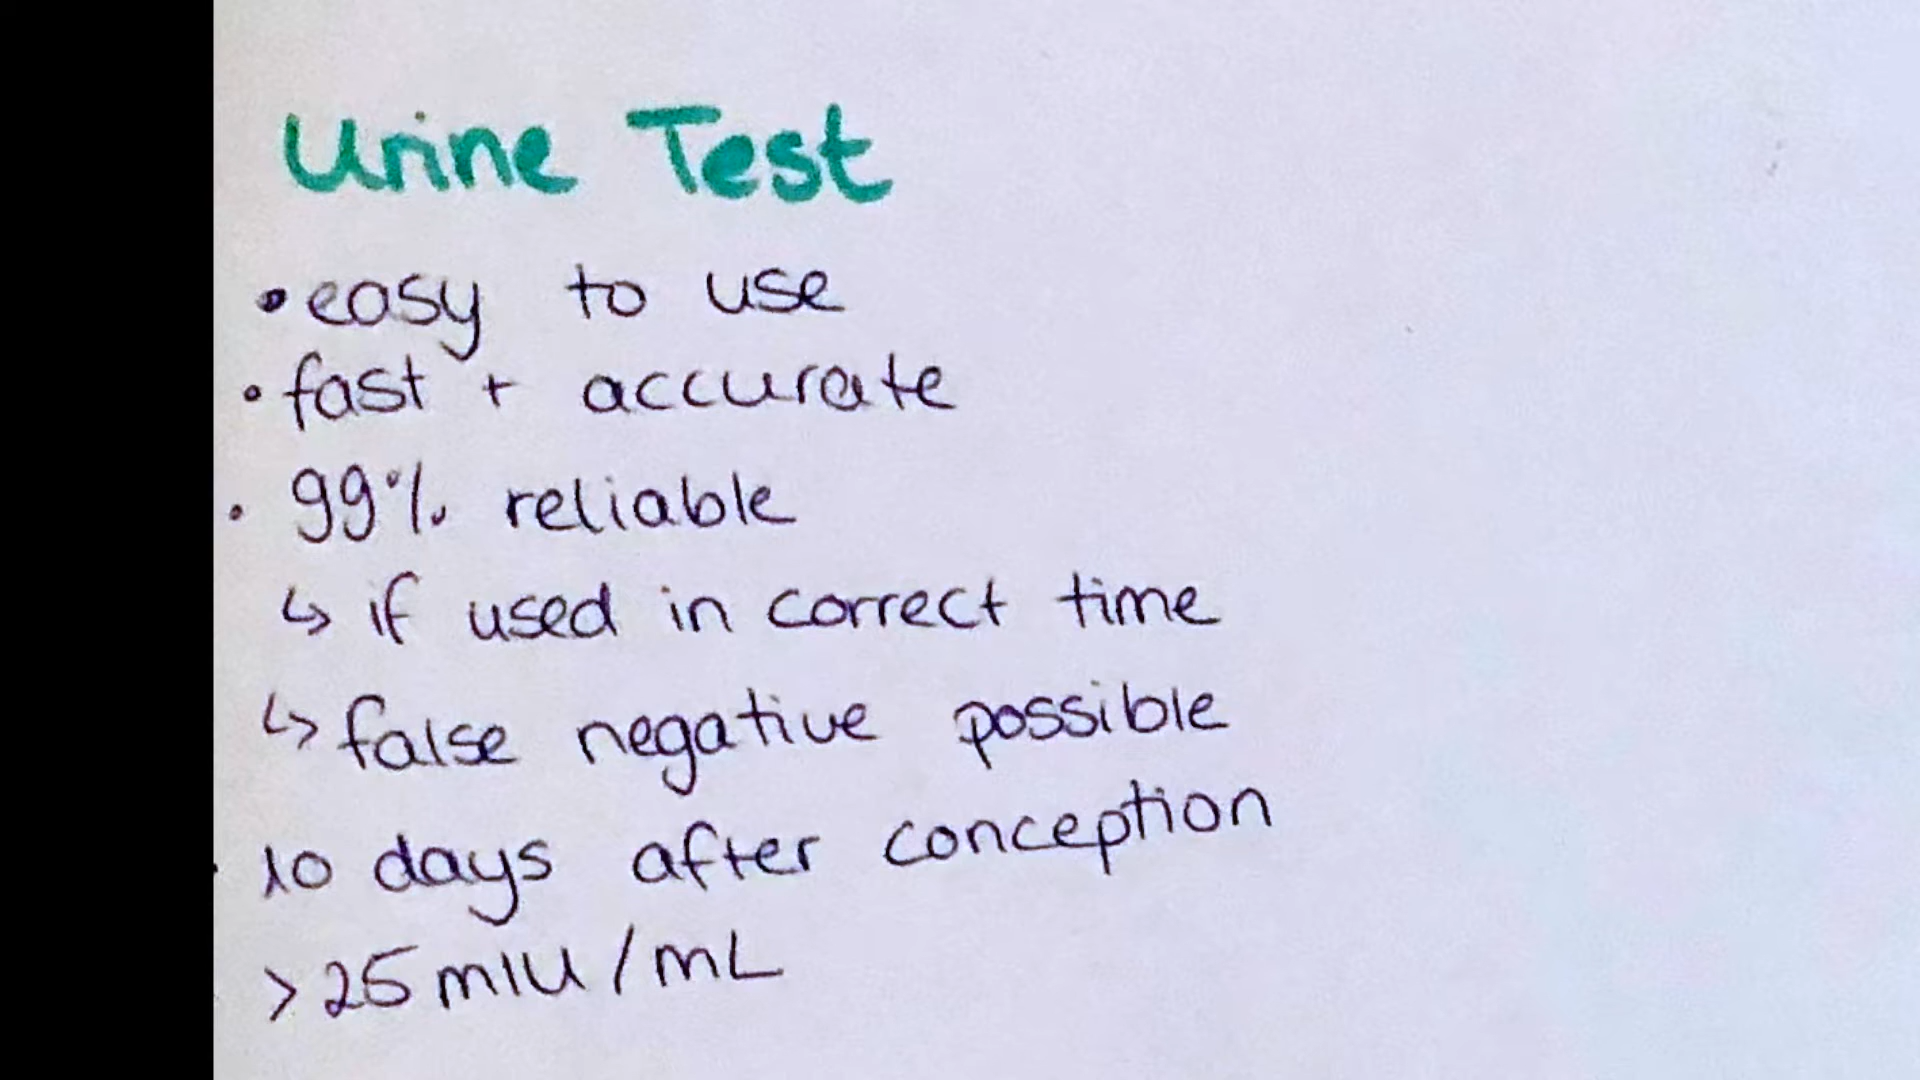 Urine Test
• easy to use
• fast + accurate
• 99% reliable
↳ if used in correct time
↳ false negative possible
• 10 days after conception
> 25 mIU/mL